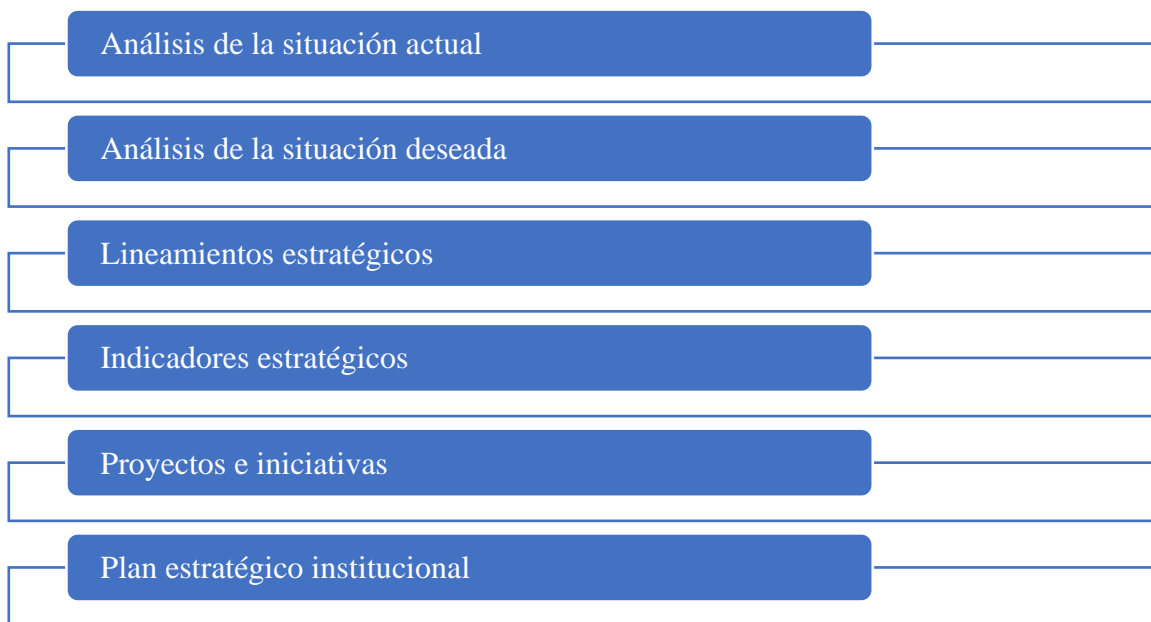 Análisis de la situación actual
Análisis de la situación deseada
Lineamientos estratégicos
Indicadores estratégicos
Proyectos e iniciativas
Plan estratégico institucional